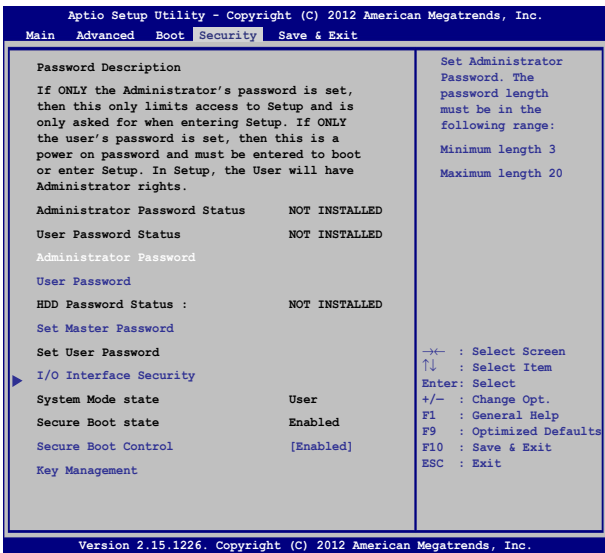 Aptio Setup Utility - Copyright (C) 2012 American Megatrends, Inc.
Main Advanced Boot Security Save & Exit
Password Description
If ONLY the Administrator's password is set,
then this only limits access to Setup and is
only asked for when entering Setup. If ONLY
the user's password is set, then this is a
power on password and must be entered to boot
or enter Setup. In Setup, the User will have
Administrator rights.
Administrator Password Status NOT INSTALLED
User Password Status NOT INSTALLED
Administrator Password
User Password
HDD Password Status : NOT INSTALLED
Set Master Password
Set User Password
I/O Interface Security
System Mode state User
Secure Boot state Enabled
Secure Boot Control [Enabled]
Key Management
Set Administrator
Password. The
password length
must be in the
following range:
Minimum length 3
Maximum length 20
→← : Select Screen
↑↓ : Select Item
Enter: Select
+/— : Change Opt.
F1 : General Help
F9 : Optimized Defaults
F10 : Save & Exit
ESC : Exit
Version 2.15.1226. Copyright (C) 2012 American Megatrends, Inc.